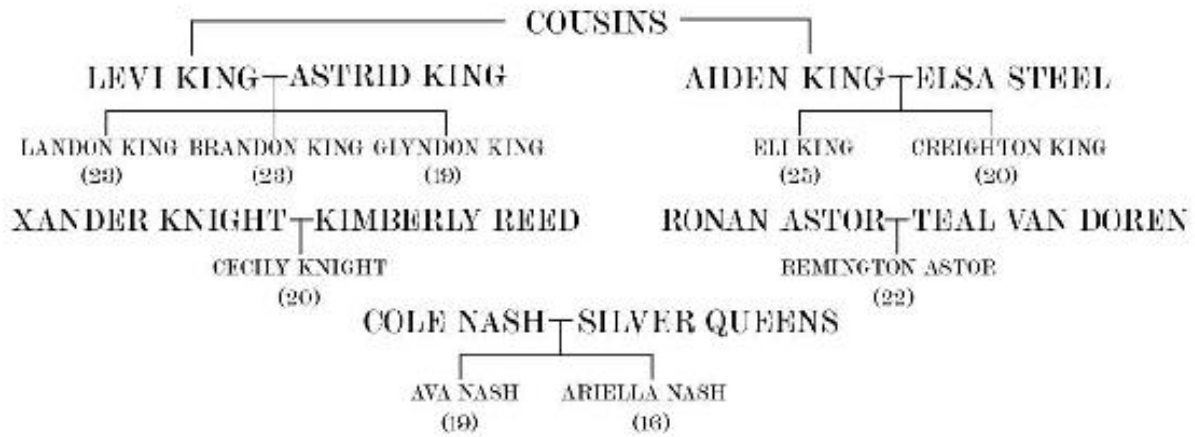 COUSINS
LEVI KING ASTRID KING AIDEN KING ELSA STEEL
LANDON KING BRANDON KING GLYNDON KING ELI KING CREIGHTON KING
(23) (23) (19) (25) (20)
XANDER KNIGHT KIMBERLY REED RONAN ASTOR TEAL VAN DOREN
CECILY KNIGHT REMINGTON ASTOR
(20) (22)
COLE NASH SILVER QUEENS
AVA NASH ARIELLA NASH
(19) (16)